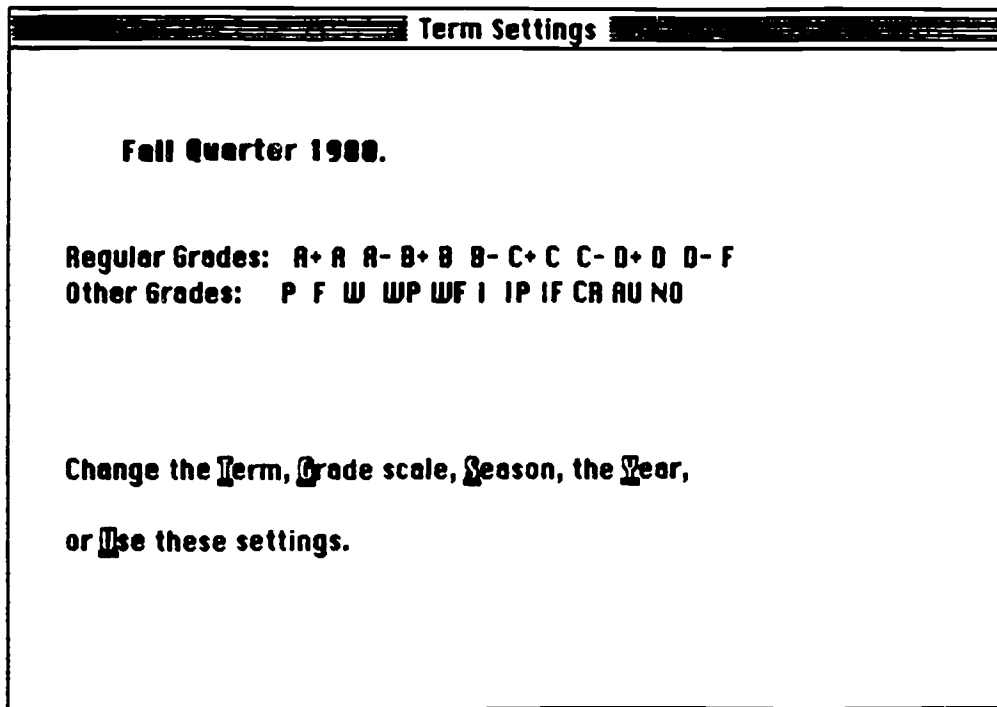 Term Settings
Fall Quarter 1988.
Regular Grades: A+ A A- B+ B B- C+ C C- D+ D D- F
Other Grades: P F W WP WF I IP IF CR AU NO
Change the Term, Grade scale, Season, the Year,
or Use these settings.